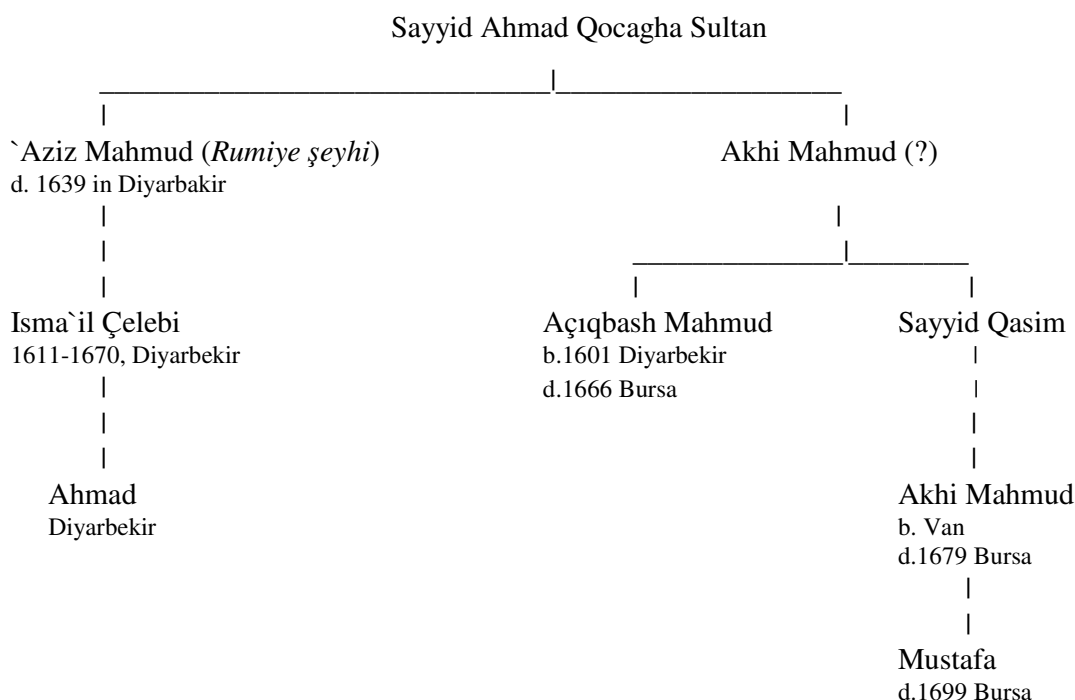 Sayyid Ahmad Qocagha Sultan
`Aziz Mahmud (Rumiye şeyhi)
d. 1639 in Diyarbakir
Akhi Mahmud (?)
Isma`il Çelebi
1611-1670, Diyarbekir
Açıqbash Mahmud
b.1601 Diyarbekir
d.1666 Bursa
Sayyid Qasim
Ahmad
Diyarbekir
Akhi Mahmud
b. Van
d.1679 Bursa
Mustafa
d.1699 Bursa